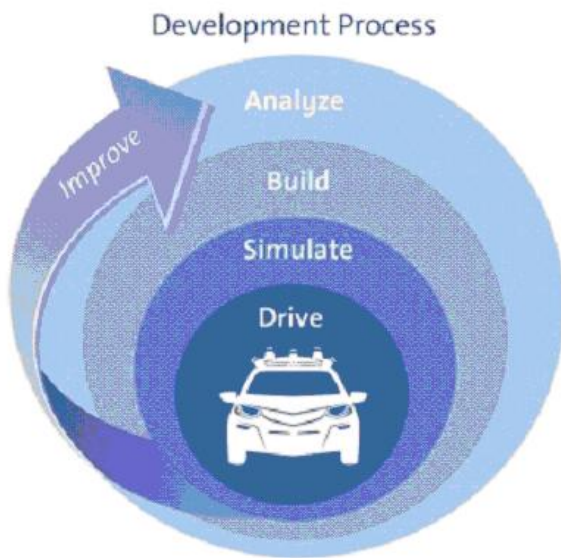 Development Process
Analyze
Improve
Build
Simulate
Drive